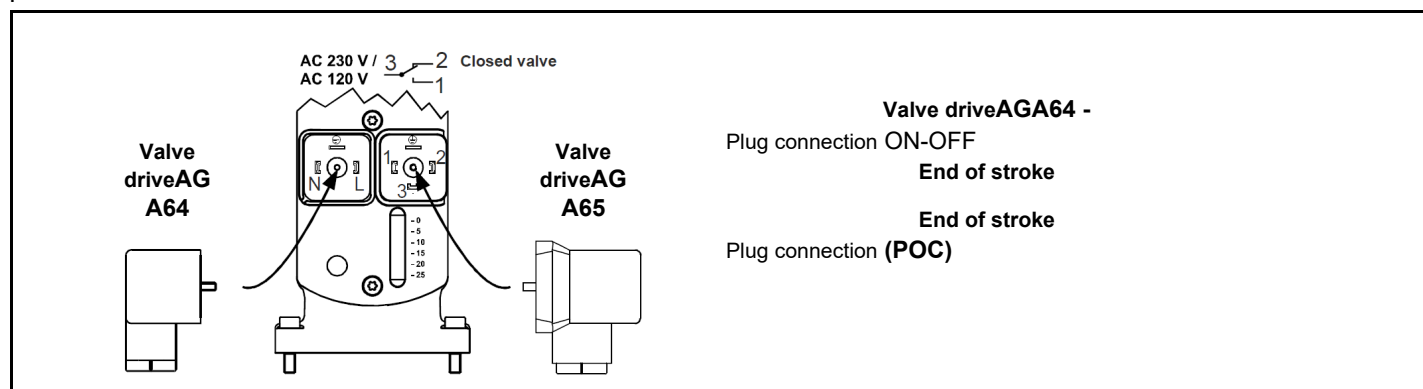 AC 230 V / 3 2 Closed valve
AC 120 V 1
Valve
driveAG
A64
N L
1 2
3
- 0
- 5
- 10
- 15
- 20
- 25
Valve
driveAG
A65
Valve driveAGA64 -
Plug connection ON-OFF
End of stroke
End of stroke
Plug connection (POC)